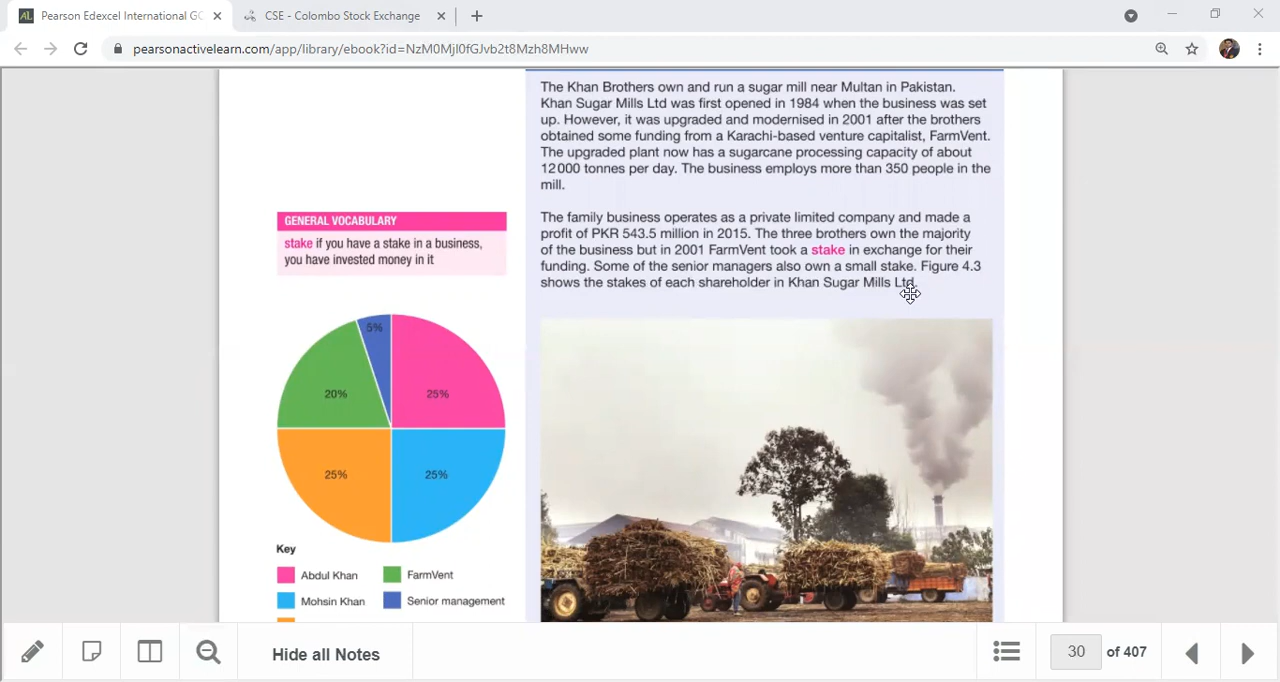 Pearson Edexcel International GC
CSE - Colombo Stock Exchange
pearsonactivelearn.com/app/library/ebook?id=NzM0MjI0fGJvb2t8Mzh8MHww
The Khan Brothers own and run a sugar mill near Multan in Pakistan.
Khan Sugar Mills Ltd was first opened in 1984 when the business was set
up. However, it was upgraded and modernised in 2001 after the brothers
obtained some funding from a Karachi-based venture capitalist, FarmVent.
The upgraded plant now has a sugarcane processing capacity of about
12 000 tonnes per day. The business employs more than 350 people in the
mill.
The family business operates as a private limited company and made a
profit of PKR 543.5 million in 2015. The three brothers own the majority
of the business but in 2001 FarmVent took a stake in exchange for their
funding. Some of the senior managers also own a small stake. Figure 4.3
shows the stakes of each shareholder in Khan Sugar Mills Ltd.
GENERAL VOCABULARY
stake if you have a stake in a business,
you have invested money in it
5%
20%
25%
25%
25%
Key
Abdul Khan
FarmVent
Mohsin Khan
Senior management
Hide all Notes
30
of 407